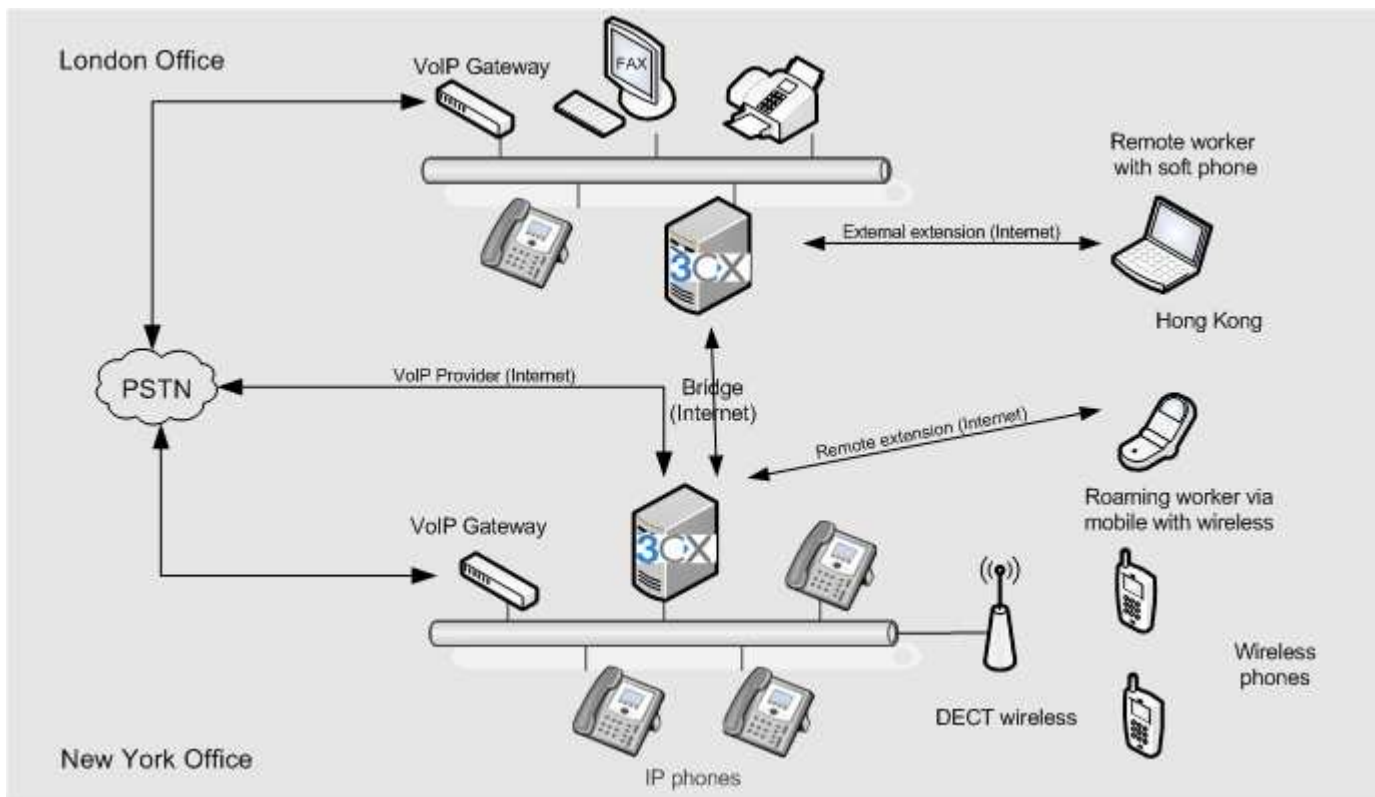 London Office
VoIP Gateway
FAX
Remote worker
with soft phone
3CX
External extension (Internet)
Hong Kong
PSTN
VoIP Provider (Internet)
Bridge
(Internet)
Remote extension (Internet)
Roaming worker via
mobile with wireless
VoIP Gateway
3CX
Wireless
phones
DECT wireless
New York Office
IP phones